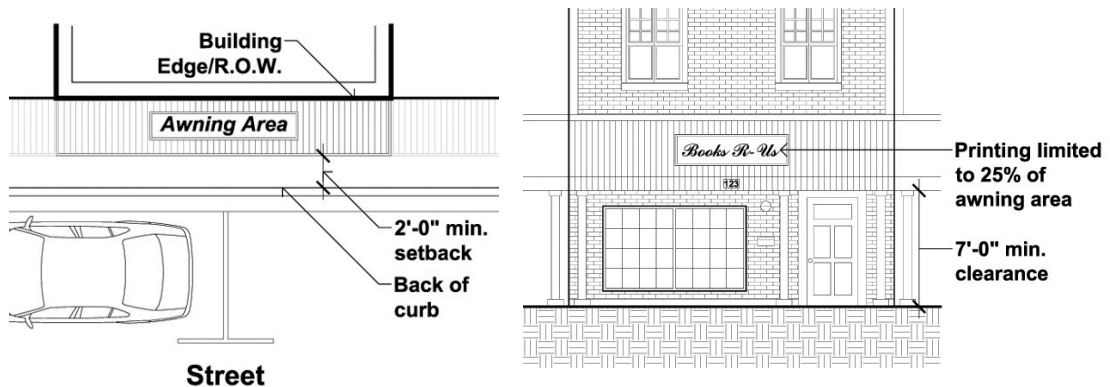 Building
Edge/R.O.W.
Awning Area
2'-0" min.
setback
Back of
curb
Street
Books R-Us
123
Printing limited
to 25% of
awning area
7'-0" min.
clearance